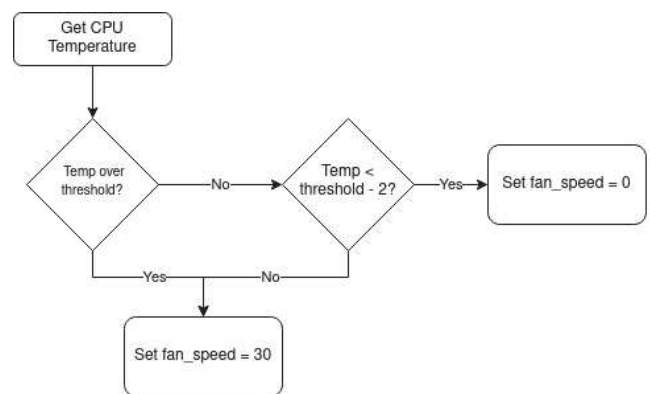 Get CPU
Temperature
Temp over
threshold?
No
Temp <
threshold - 2?
Yes
Set fan_speed = 0
Yes
No
Set fan_speed = 30